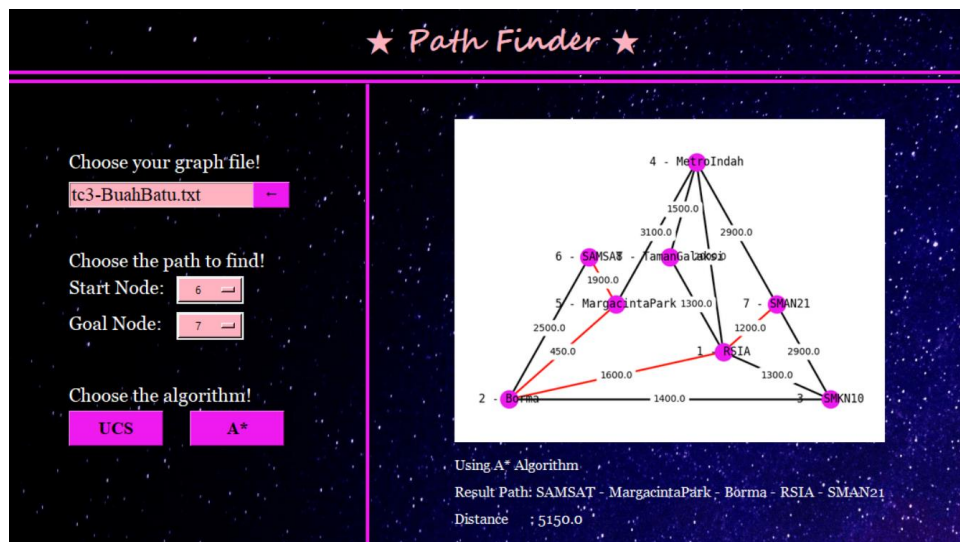 ★ Path Finder ★
Choose your graph file!
tc3-BuahBatu.txt ←
Choose the path to find!
Start Node: 6
Goal Node: 7
Choose the algorithm!
UCS A*
4 - MetroIndah
1500.0
3100.0 2900.0
6 - SAMSAT 8 - TamanGalaksi
1900.0
5 - MargacintaPark 1300.0 7 - SMAN21
2500.0 1200.0
450.0 1 - RSIA 2900.0
1600.0 1300.0
2 - Borma 1400.0 3 - SMKN10
Using A* Algorithm
Result Path: SAMSAT - MargacintaPark - Borma - RSIA - SMAN21
Distance : 5150.0